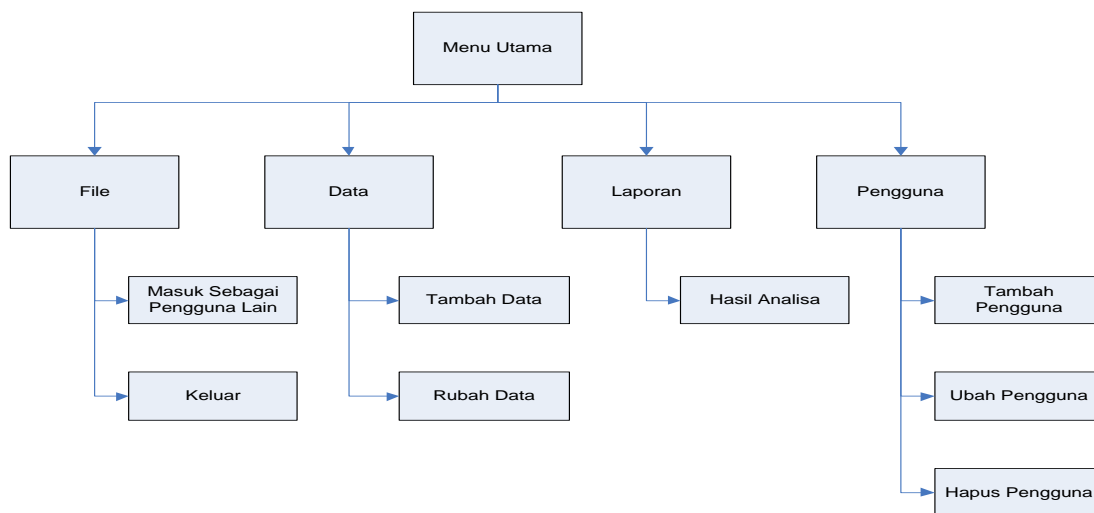 Menu Utama
File
Data
Laporan
Pengguna
Masuk Sebagai
Pengguna Lain
Tambah Data
Hasil Analisa
Tambah
Pengguna
Keluar
Rubah Data
Ubah Pengguna
Hapus Pengguna